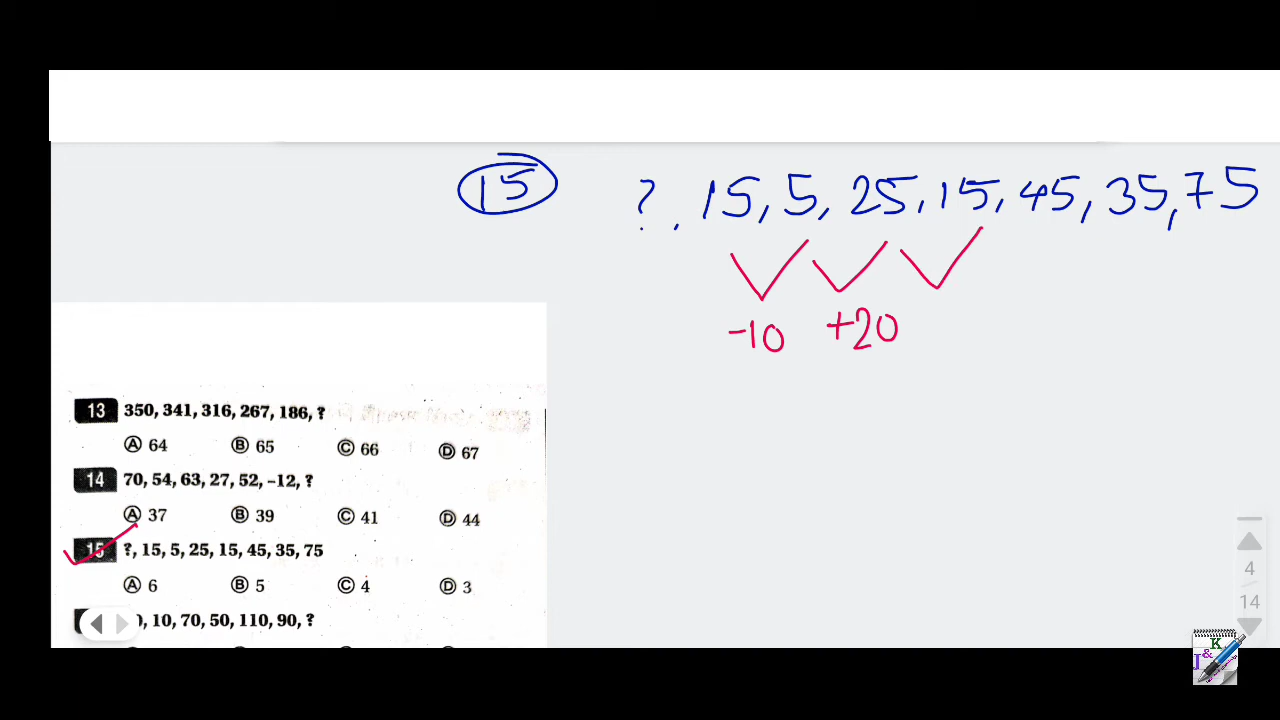 15
?, 15, 5, 25, 15, 45, 35, 75
-10 +20
13 350, 341, 316, 267, 186, ?
Ⓐ 64 Ⓑ 65 Ⓒ 66 Ⓓ 67
14 70, 54, 63, 27, 52, –12, ?
Ⓐ 37 Ⓑ 39 Ⓒ 41 Ⓓ 44
15 ?, 15, 5, 25, 15, 45, 35, 75
Ⓐ 6 Ⓑ 5 Ⓒ 4 Ⓓ 3
10, 70, 50, 110, 90, ?
4
14
K
I &